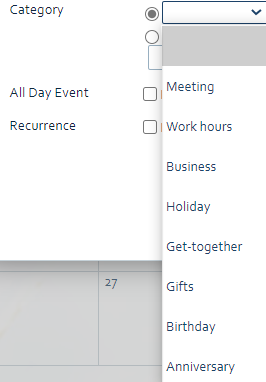 Category
Meeting
All Day Event
Work hours
Recurrence
Business
Holiday
Get-together
27
Gifts
Birthday
Anniversary